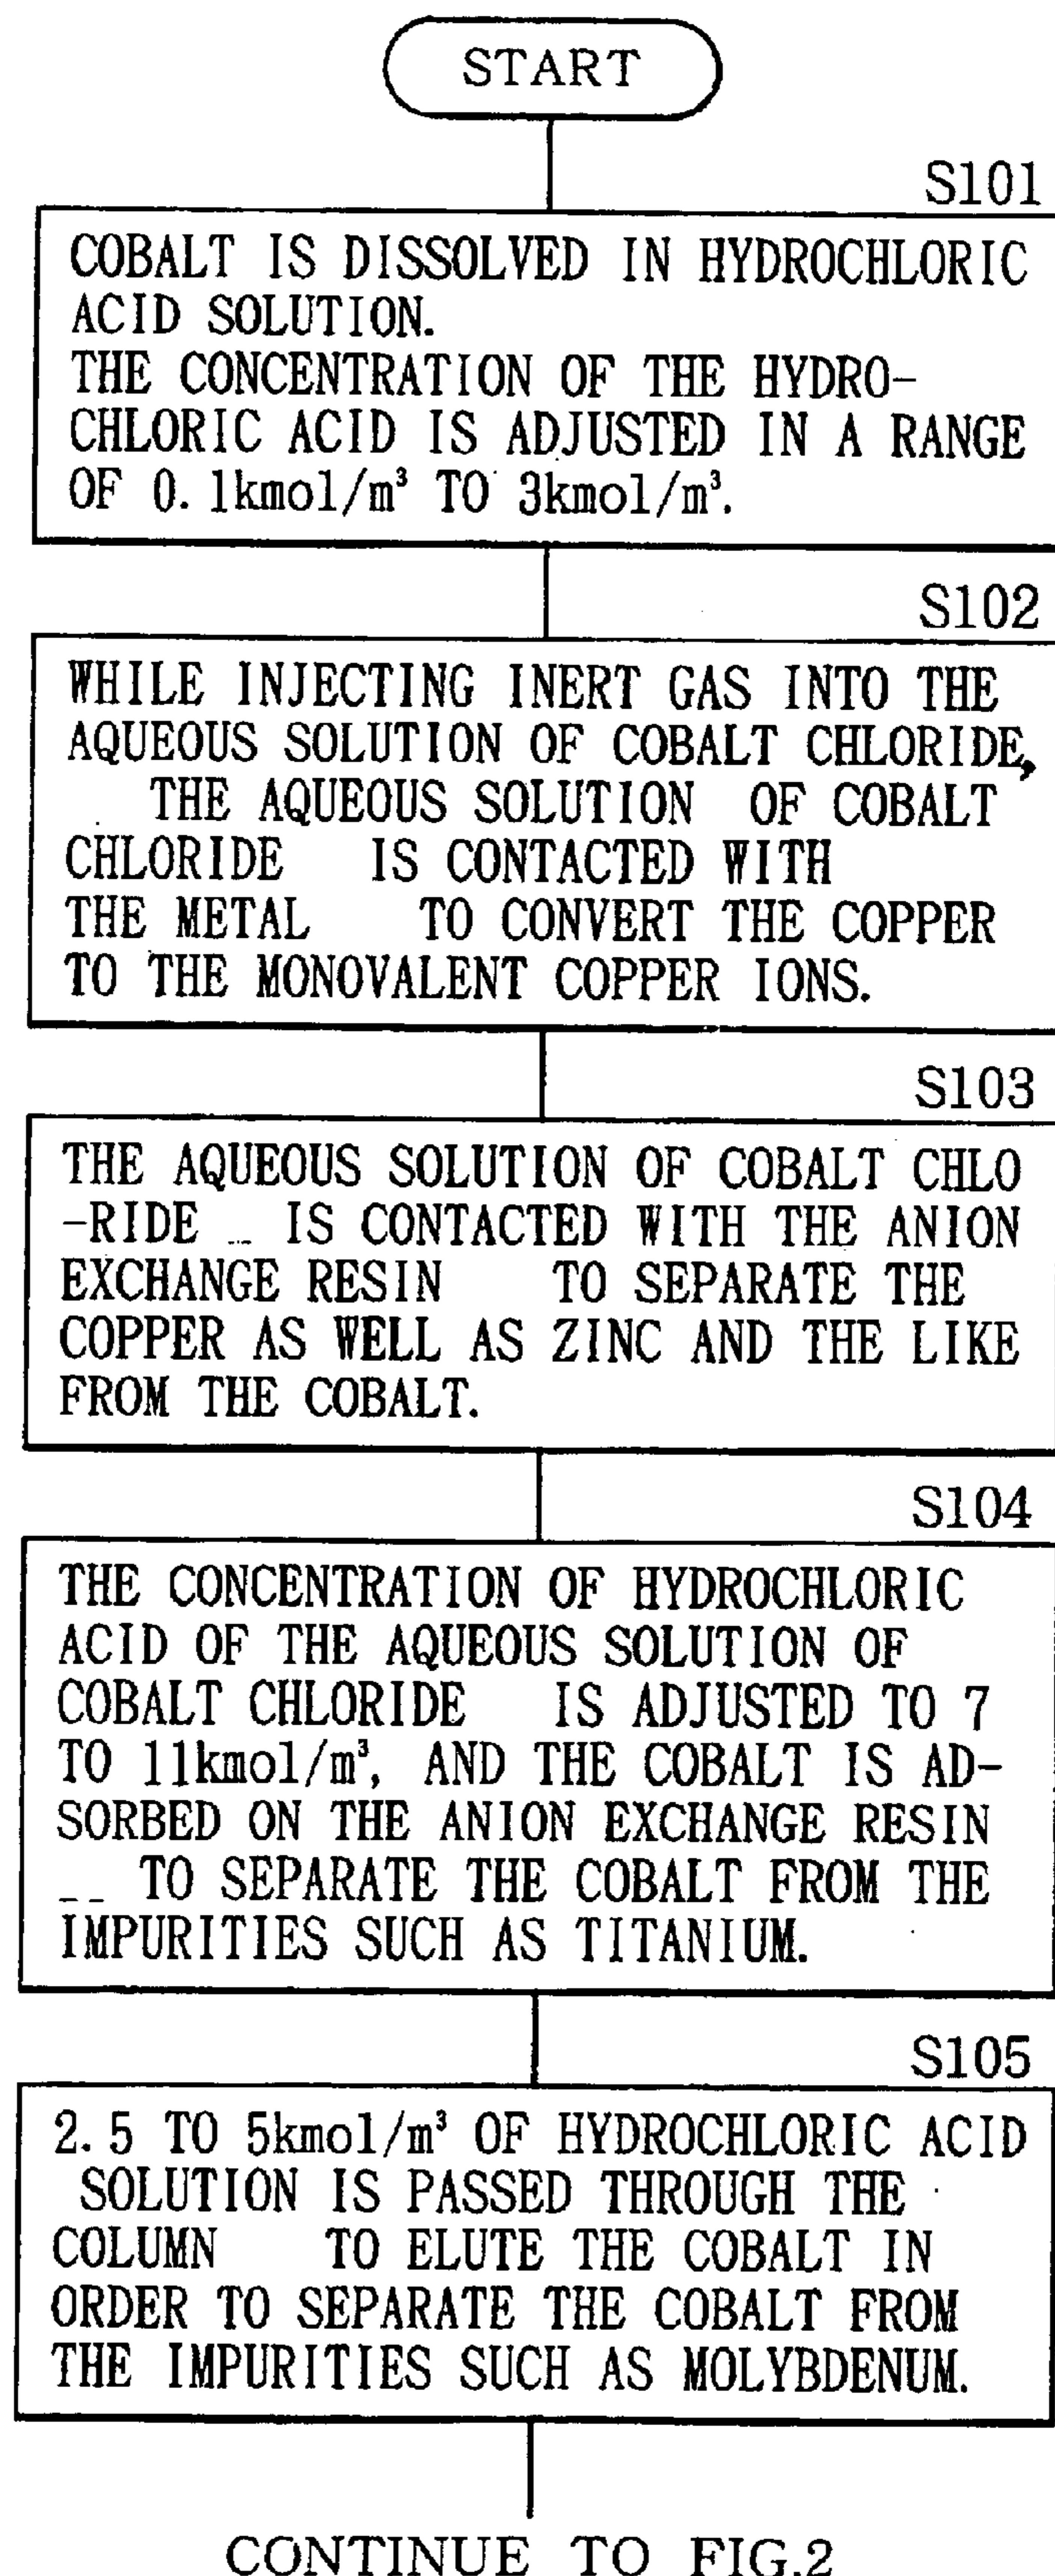 START
S101
COBALT IS DISSOLVED IN HYDROCHLORIC
ACID SOLUTION.
THE CONCENTRATION OF THE HYDRO-
CHLORIC ACID IS ADJUSTED IN A RANGE
OF 0.1kmol/m³ TO 3kmol/m³.
S102
WHILE INJECTING INERT GAS INTO THE
AQUEOUS SOLUTION OF COBALT CHLORIDE,
THE AQUEOUS SOLUTION OF COBALT
CHLORIDE IS CONTACTED WITH
THE METAL TO CONVERT THE COPPER
TO THE MONOVALENT COPPER IONS.
S103
THE AQUEOUS SOLUTION OF COBALT CHLO
-RIDE IS CONTACTED WITH THE ANION
EXCHANGE RESIN TO SEPARATE THE
COPPER AS WELL AS ZINC AND THE LIKE
FROM THE COBALT.
S104
THE CONCENTRATION OF HYDROCHLORIC
ACID OF THE AQUEOUS SOLUTION OF
COBALT CHLORIDE IS ADJUSTED TO 7
TO 11kmol/m³, AND THE COBALT IS AD-
SORBED ON THE ANION EXCHANGE RESIN
TO SEPARATE THE COBALT FROM THE
IMPURITIES SUCH AS TITANIUM.
S105
2.5 TO 5kmol/m³ OF HYDROCHLORIC ACID
SOLUTION IS PASSED THROUGH THE
COLUMN TO ELUTE THE COBALT IN
ORDER TO SEPARATE THE COBALT FROM
THE IMPURITIES SUCH AS MOLYBDENUM.
CONTINUE TO FIG.2